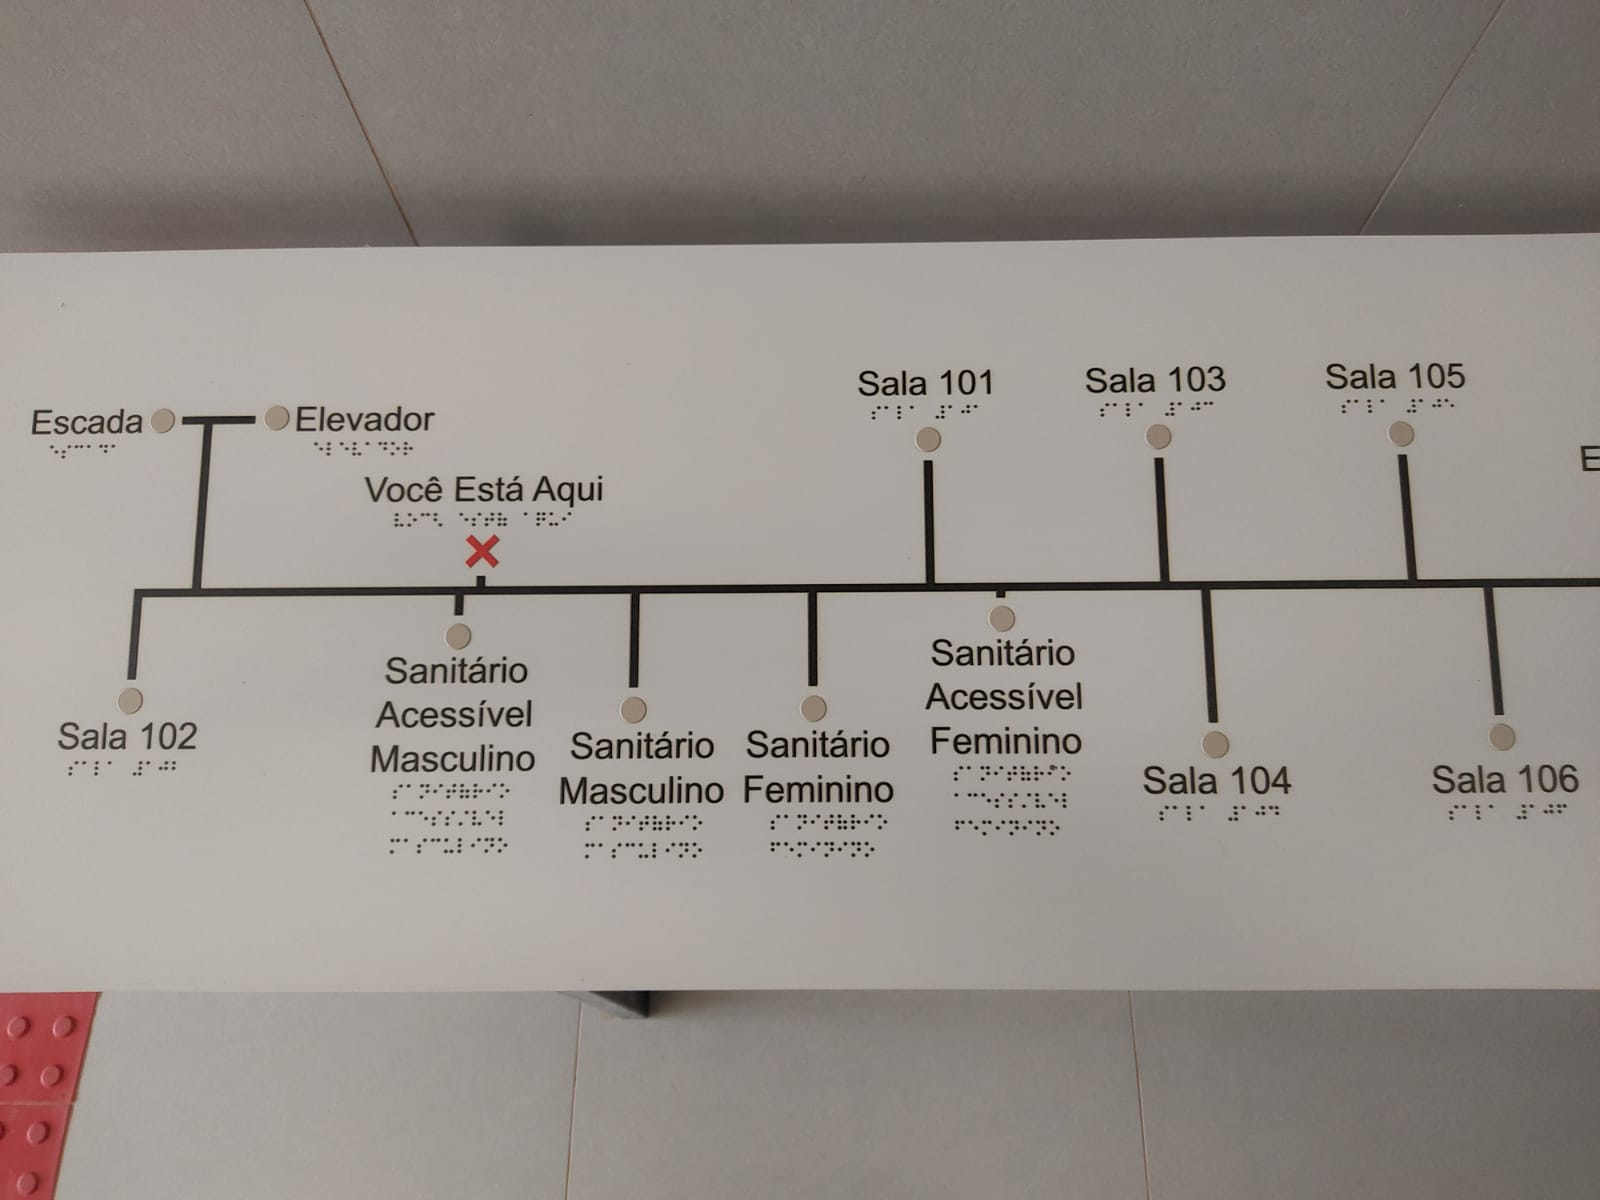 Sala 101
Sala 103
Sala 105
Escada
Elevador
Você Está Aqui
Sala 102
Sanitário
Acessível
Masculino
Sanitário
Masculino
Sanitário
Feminino
Sanitário
Acessível
Feminino
Sala 104
Sala 106